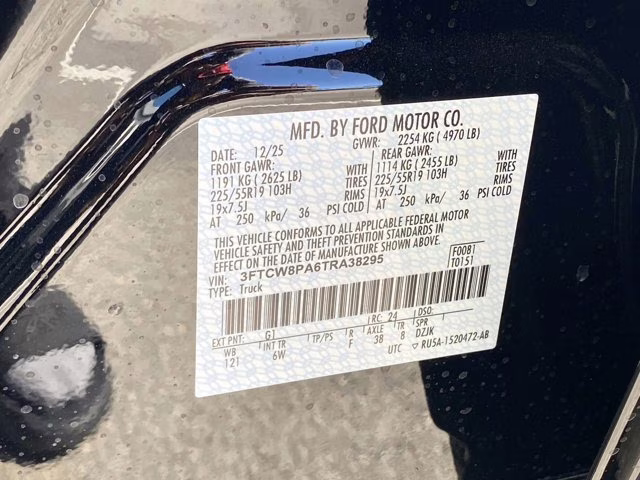 MFD. BY FORD MOTOR CO.
DATE: 12/25 GVWR: 2254 KG ( 4970 LB)
FRONT GAWR: REAR GAWR:
1191 KG ( 2625 LB) WITH 1114 KG ( 2455 LB) WITH
225/55R19 103H TIRES 225/55R19 103H TIRES
19x7.5J RIMS 19x7.5J RIMS
AT 250 kPa/ 36 PSI COLD AT 250 kPa/ 36 PSI COLD
THIS VEHICLE CONFORMS TO ALL APPLICABLE FEDERAL MOTOR
VEHICLE SAFETY AND THEFT PREVENTION STANDARDS IN
EFFECT ON THE DATE OF MANUFACTURE SHOWN ABOVE.
VIN: 3FTCW8PA6TRA38295 F0081
TYPE: Truck T0151
EXT PNT: G1 RC: 24 DSO:
WB INT TR TP/PS R AXLE TR SPR
121 6W F 38 8 DZJK
UTC RU5A-1520472-AB